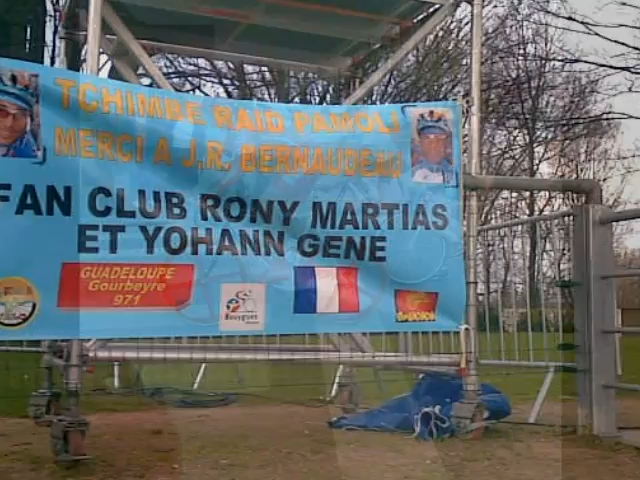 TCHIMBE RAID PAMOLI
MERCI A J.R. BERNAUDEAU
FAN CLUB RONY MARTIAS
ET YOHANN GENE
GUADELOUPE
Gourbeyre
971
Bouygues